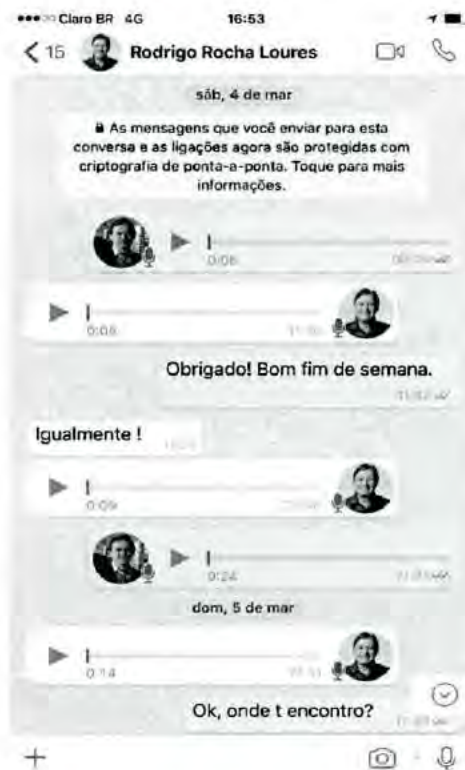 Claro BR 4G 16:53
15 Rodrigo Rocha Loures
sáb, 4 de mar
As mensagens que você enviar para esta
conversa e as ligações agora são protegidas com
criptografia de ponta-a-ponta. Toque para mais
informações.
0:06
Obrigado! Bom fim de semana.
Igualmente !
0:09
0:24
dom, 5 de mar
0:14
Ok, onde t encontro?